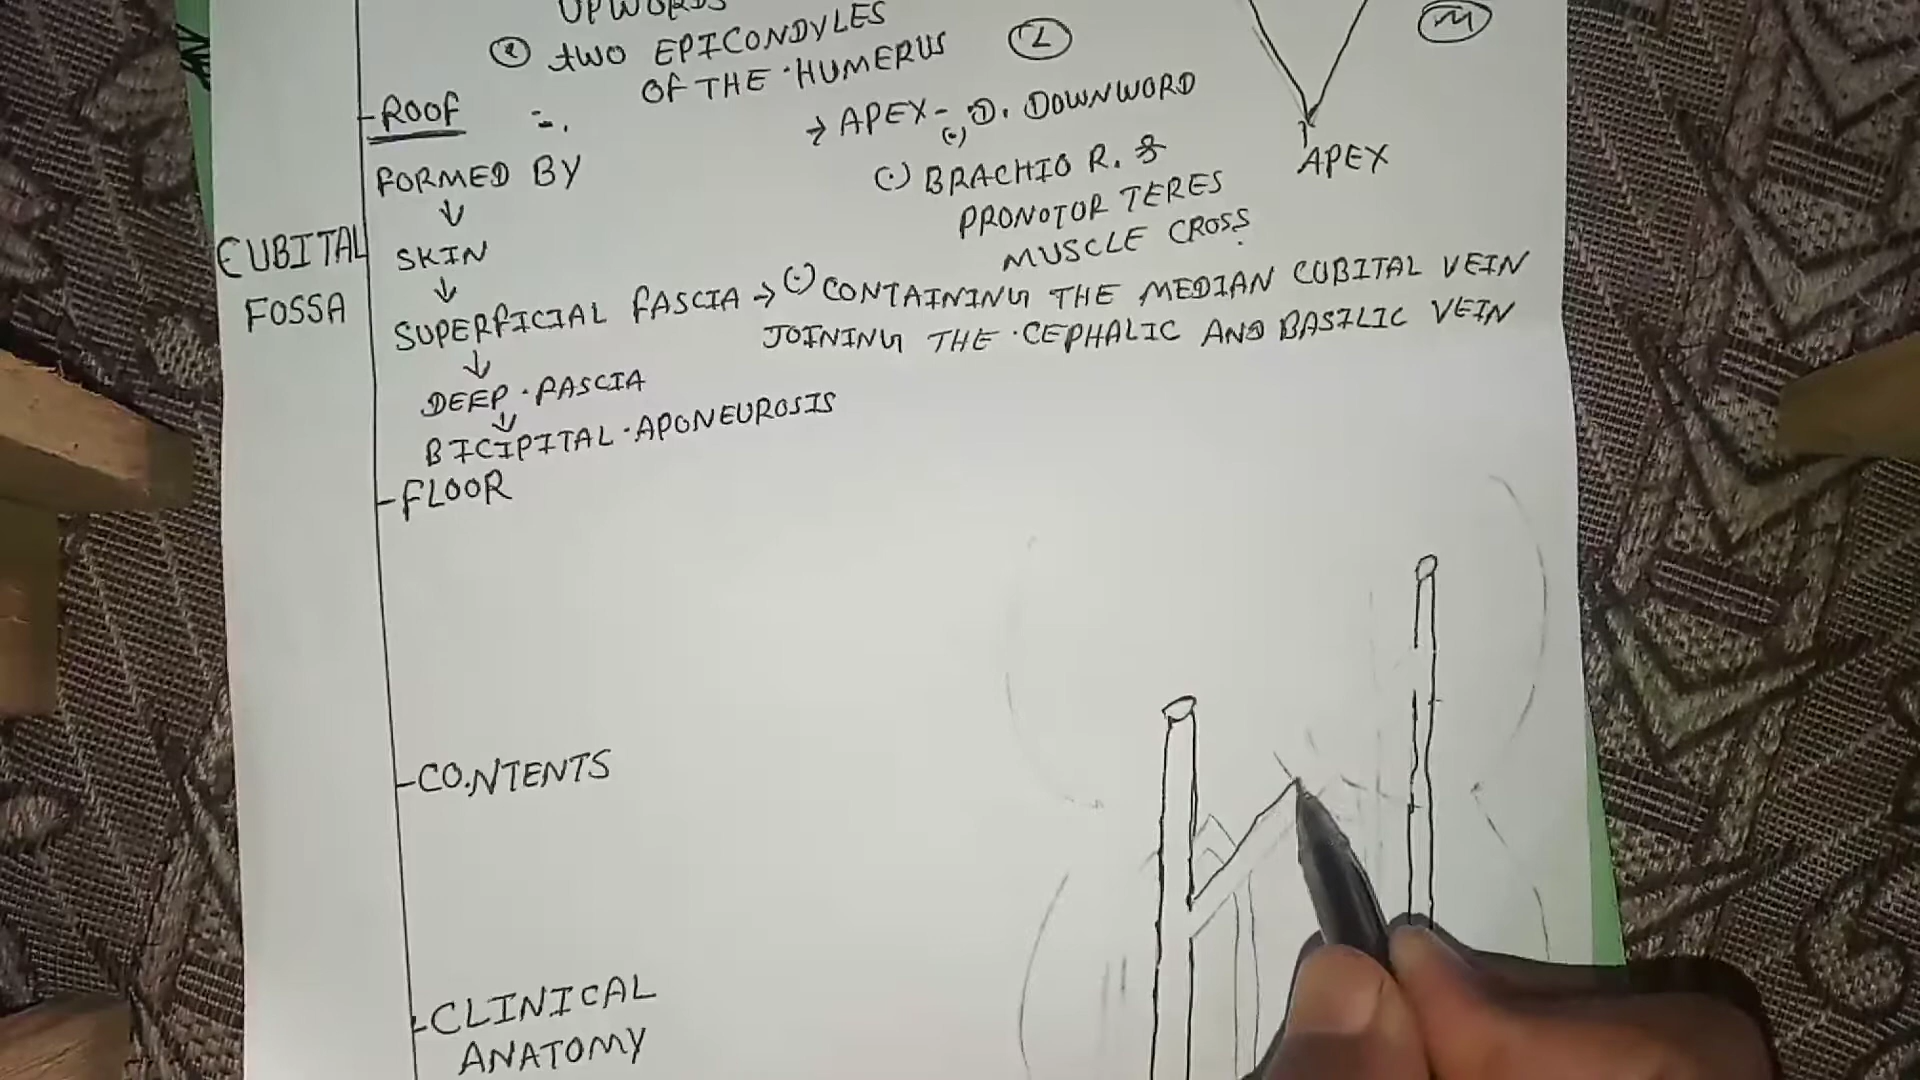 UPWORDS
② two EPICONDYLES
OF THE HUMERUS
L
M
-ROOF :-.
→ APEX- D. DOWNWORD
FORMED BY
(•) BRACHIO R. &
APEX
PRONOTOR TERES
MUSCLE CROSS
CUBITAL
FOSSA
SKIN
SUPERFICIAL FASCIA → (•) CONTAINING THE MEDIAN CUBITAL VEIN
JOINING THE CEPHALIC AND BASILIC VEIN
DEEP FASCIA
BICIPITAL APONEUROSIS
-FLOOR
-CONTENTS
-CLINICAL
ANATOMY